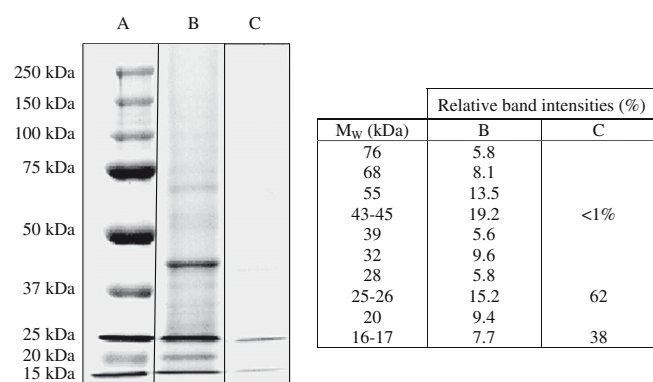 A B C
250 kDa
150 kDa
100 kDa
75 kDa
50 kDa
37 kDa
25 kDa
20 kDa
15 kDa
Relative band intensities (%)
MW (kDa) B C
76 5.8
68 8.1
55 13.5
43-45 19.2 <1%
39 5.6
32 9.6
28 5.8
25-26 15.2 62
20 9.4
16-17 7.7 38